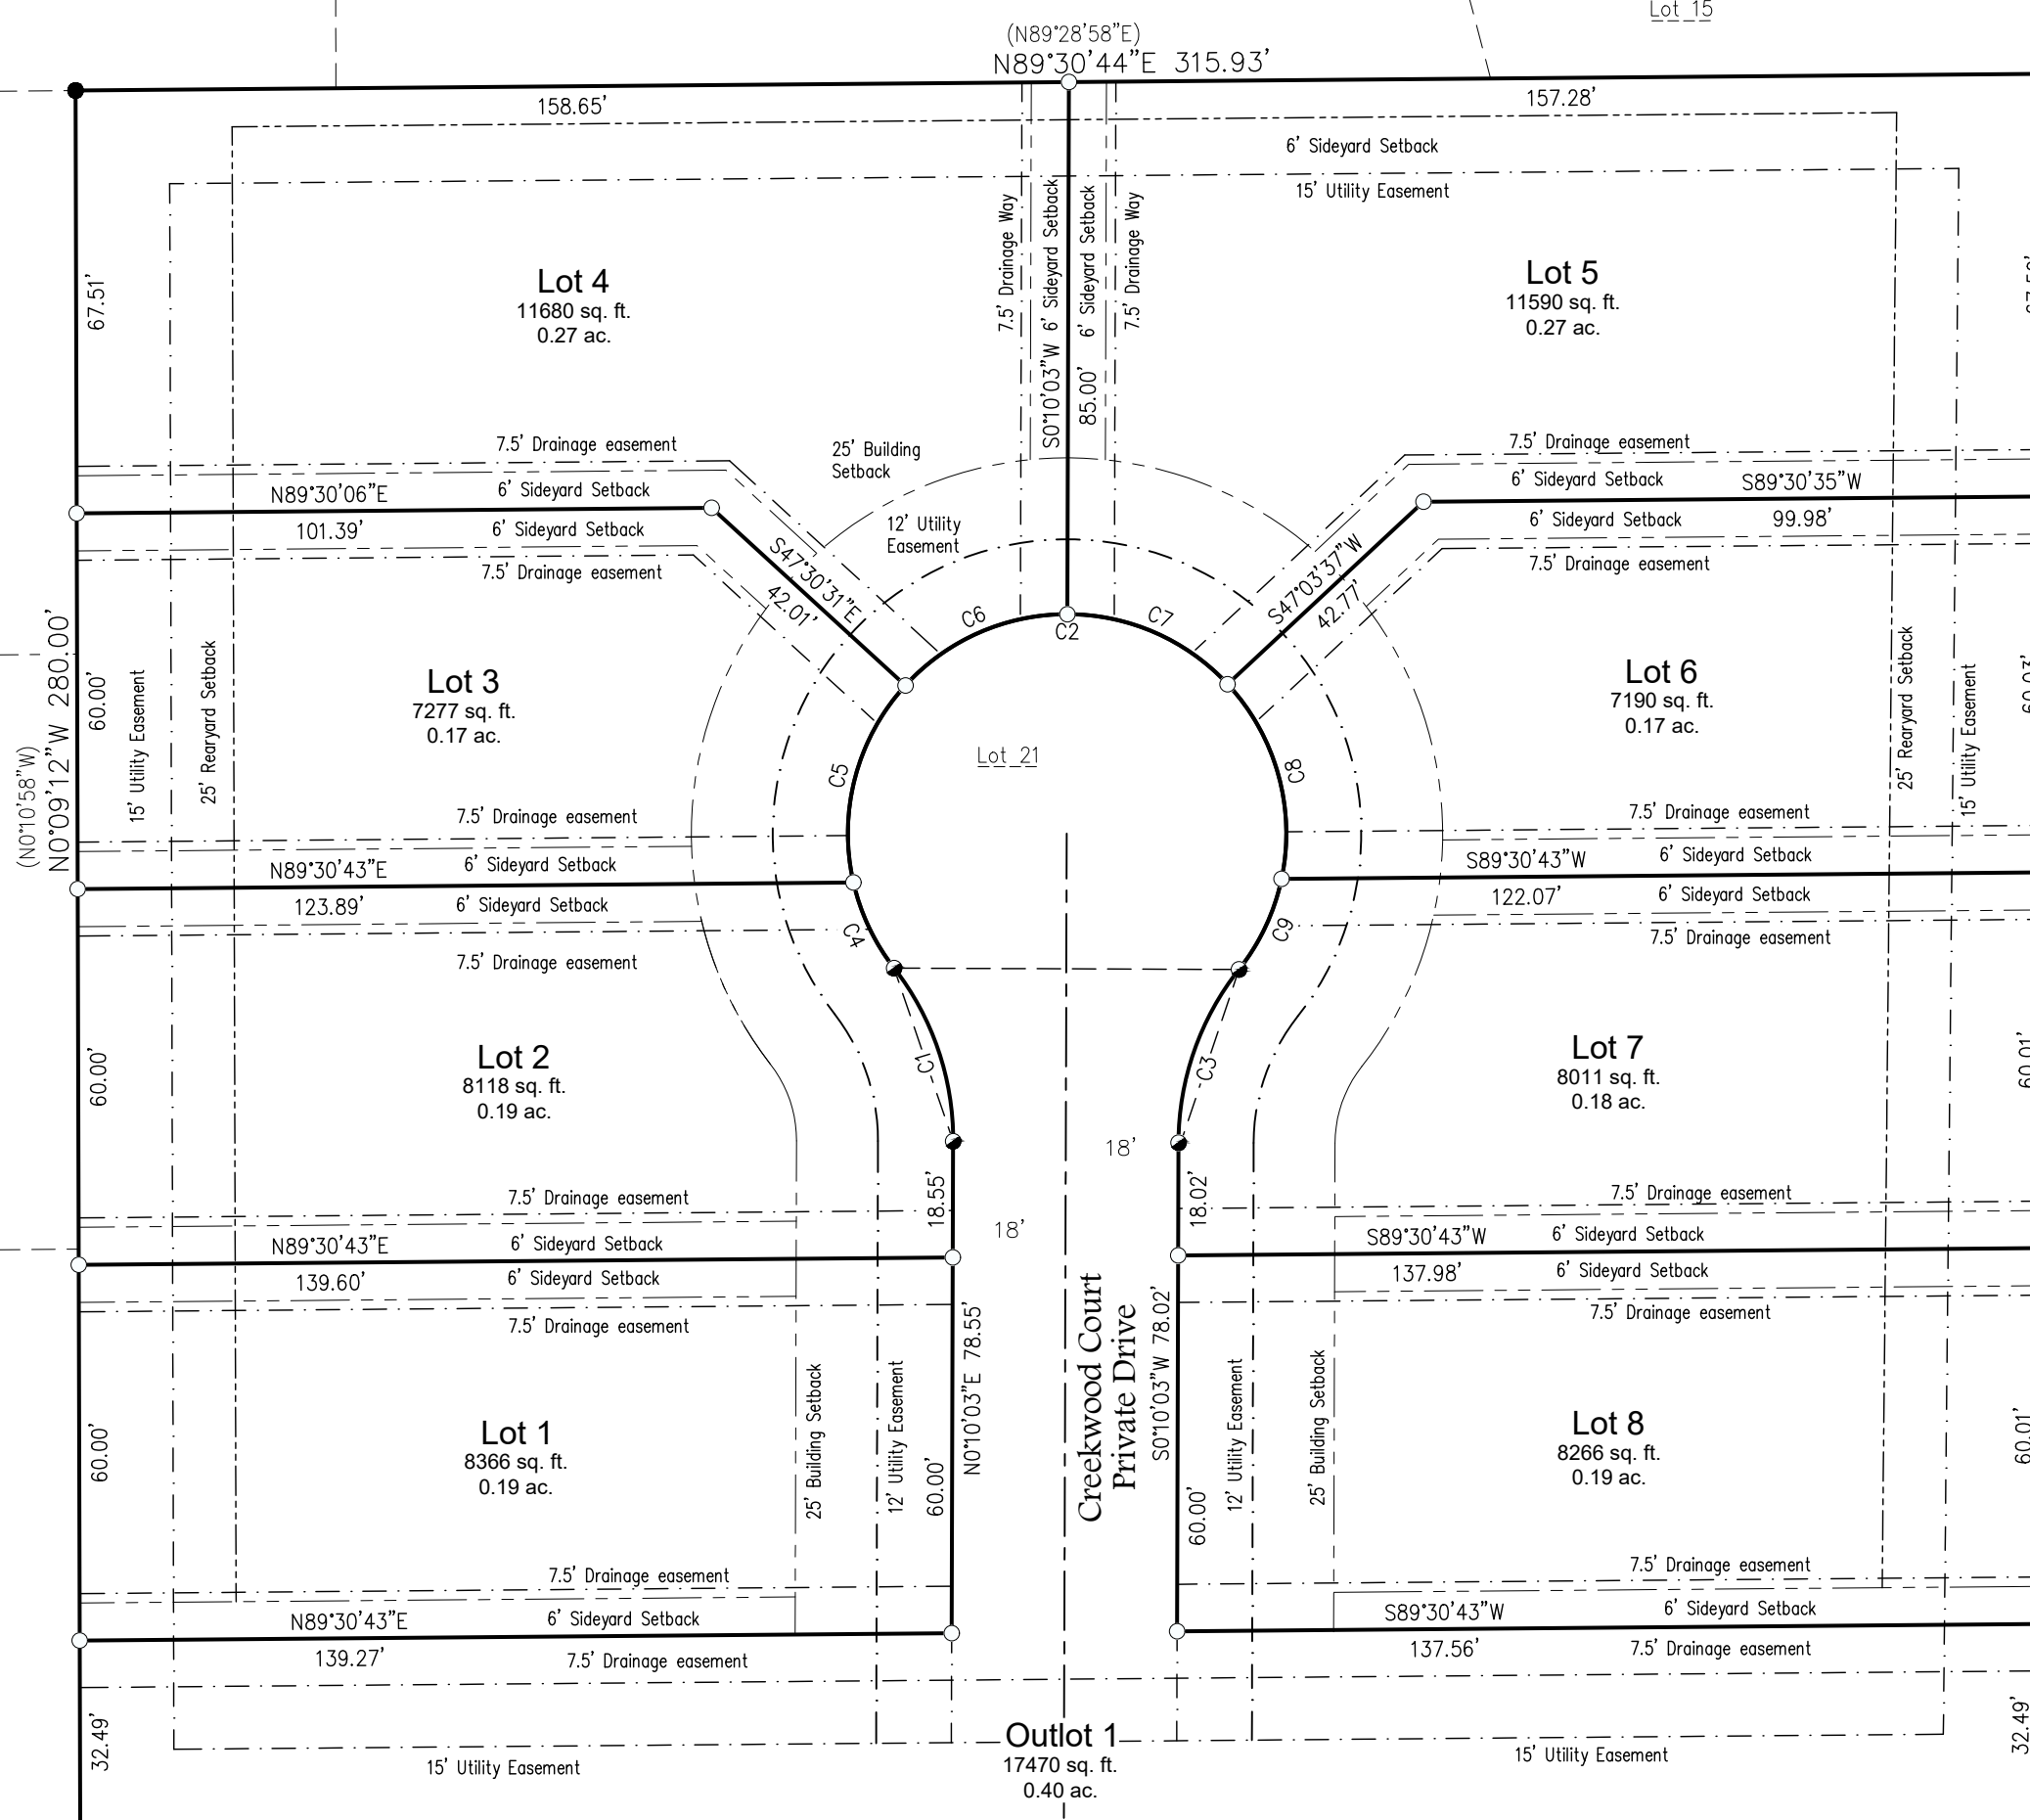 Lot 15
(N89°28'58"E)
N89°30'44"E 315.93'
158.65'
157.28'
6' Sideyard Setback
15' Utility Easement
7.5' Drainage Way
S0°10'03"W 6' Sideyard Setback
85.00' 6' Sideyard Setback
7.5' Drainage Way
67.51'
Lot 4
11680 sq. ft.
0.27 ac.
Lot 5
11590 sq. ft.
0.27 ac.
7.5' Drainage easement
25' Building
Setback
7.5' Drainage easement
N89°30'06"E 6' Sideyard Setback
101.39' 6' Sideyard Setback
7.5' Drainage easement
12' Utility
Easement
6' Sideyard Setback S89°30'35"W
6' Sideyard Setback 99.98'
7.5' Drainage easement
S47°30'31"E
42.01'
S47°03'37"W
42.77'
C6
C2
C7
(N0°10'58"W)
N0°09'12"W 280.00'
60.00'
15' Utility Easement
25' Rearyard Setback
Lot 3
7277 sq. ft.
0.17 ac.
C5
Lot 21
C8
Lot 6
7190 sq. ft.
0.17 ac.
25' Rearyard Setback
15' Utility Easement
60.03'
7.5' Drainage easement
N89°30'43"E 6' Sideyard Setback
123.89' 6' Sideyard Setback
7.5' Drainage easement
C4
7.5' Drainage easement
S89°30'43"W 6' Sideyard Setback
122.07' 6' Sideyard Setback
7.5' Drainage easement
C9
60.00'
Lot 2
8118 sq. ft.
0.19 ac.
C1
C3
Lot 7
8011 sq. ft.
0.18 ac.
60.01'
18'
18'
18.55'
18.02'
7.5' Drainage easement
N89°30'43"E 6' Sideyard Setback
139.60' 6' Sideyard Setback
7.5' Drainage easement
7.5' Drainage easement
S89°30'43"W 6' Sideyard Setback
137.98' 6' Sideyard Setback
7.5' Drainage easement
60.00'
Lot 1
8366 sq. ft.
0.19 ac.
25' Building Setback
12' Utility Easement
60.00'
N0°10'03"E 78.55'
Creekwood Court
Private Drive
S0°10'03"W 78.02'
60.00'
12' Utility Easement
25' Building Setback
Lot 8
8266 sq. ft.
0.19 ac.
60.01'
7.5' Drainage easement
N89°30'43"E 6' Sideyard Setback
139.27' 7.5' Drainage easement
7.5' Drainage easement
S89°30'43"W 6' Sideyard Setback
137.56' 7.5' Drainage easement
32.49'
15' Utility Easement
Outlot 1
17470 sq. ft.
0.40 ac.
15' Utility Easement
32.49'